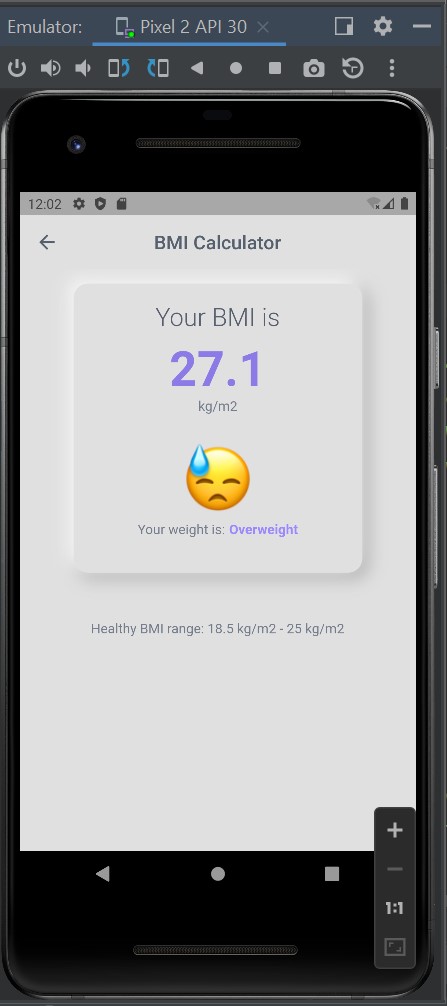 Emulator: Pixel 2 API 30
12:02
BMI Calculator
Your BMI is
27.1
kg/m2
Your weight is: Overweight
Healthy BMI range: 18.5 kg/m2 - 25 kg/m2
1:1